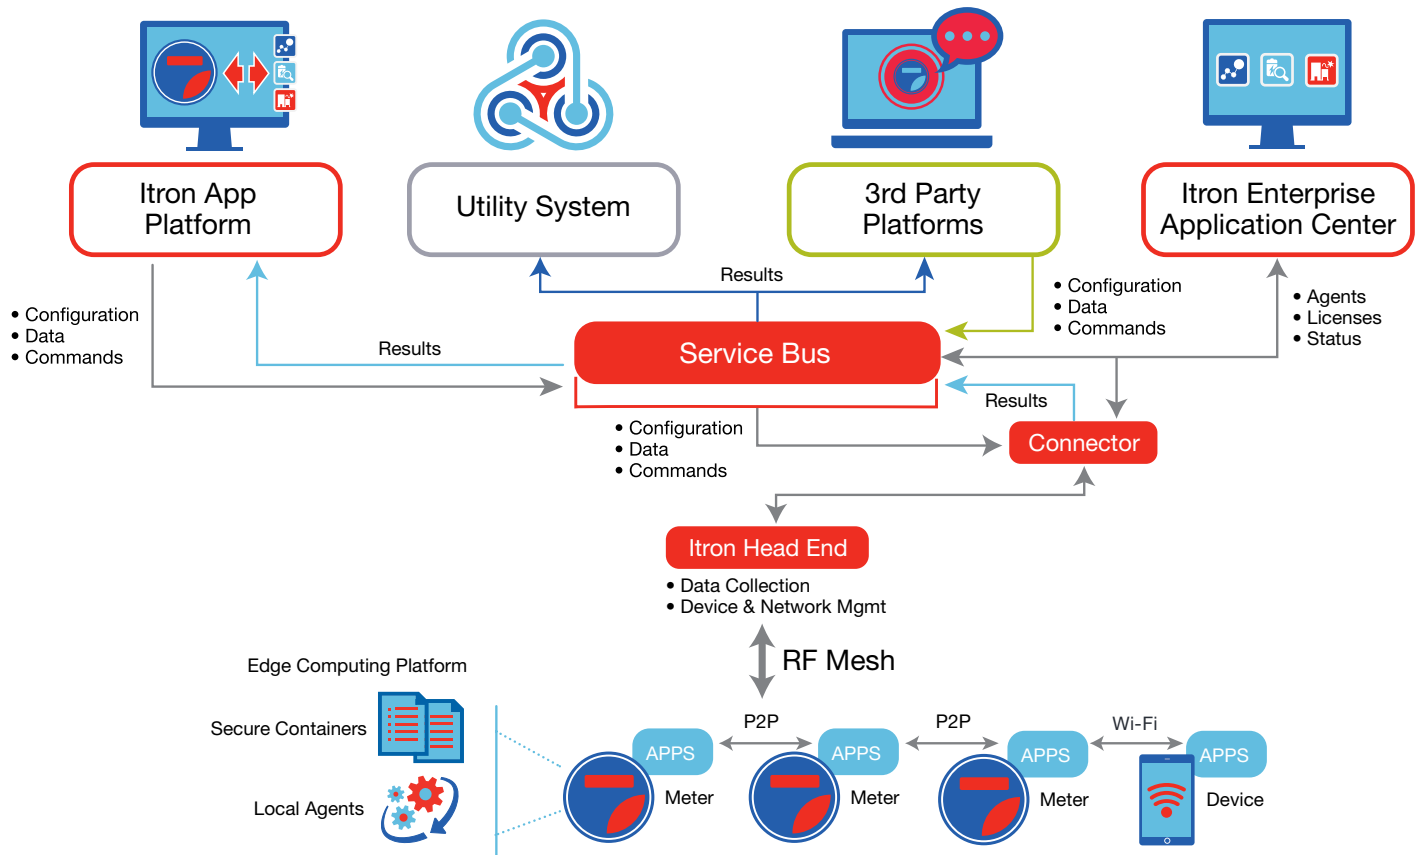 Itron App
Platform
Utility System
3rd Party
Platforms
Itron Enterprise
Application Center
• Configuration
• Data
• Commands
Results
Results
• Configuration
• Data
• Commands
• Agents
• Licenses
• Status
Service Bus
Results
• Configuration
• Data
• Commands
Connector
Itron Head End
• Data Collection
• Device & Network Mgmt
RF Mesh
Edge Computing Platform
Secure Containers
Local Agents
APPS
Meter
P2P
APPS
Meter
P2P
APPS
Meter
Wi-Fi
APPS
Device